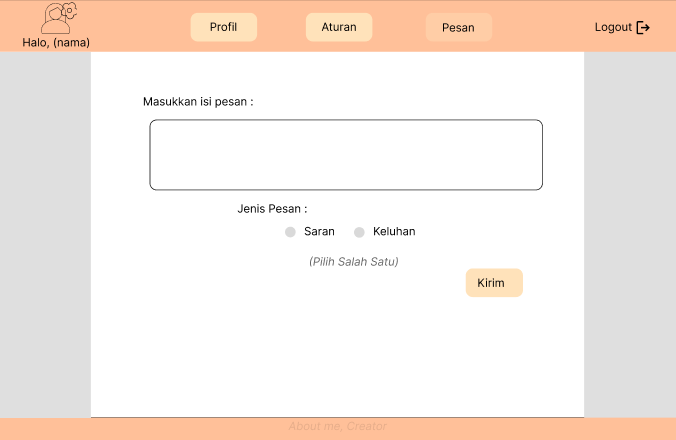 Halo, (nama)
Profil
Aturan
Pesan
Logout
Masukkan isi pesan :
Jenis Pesan :
Saran
Keluhan
(Pilih Salah Satu)
Kirim
About me, Creator